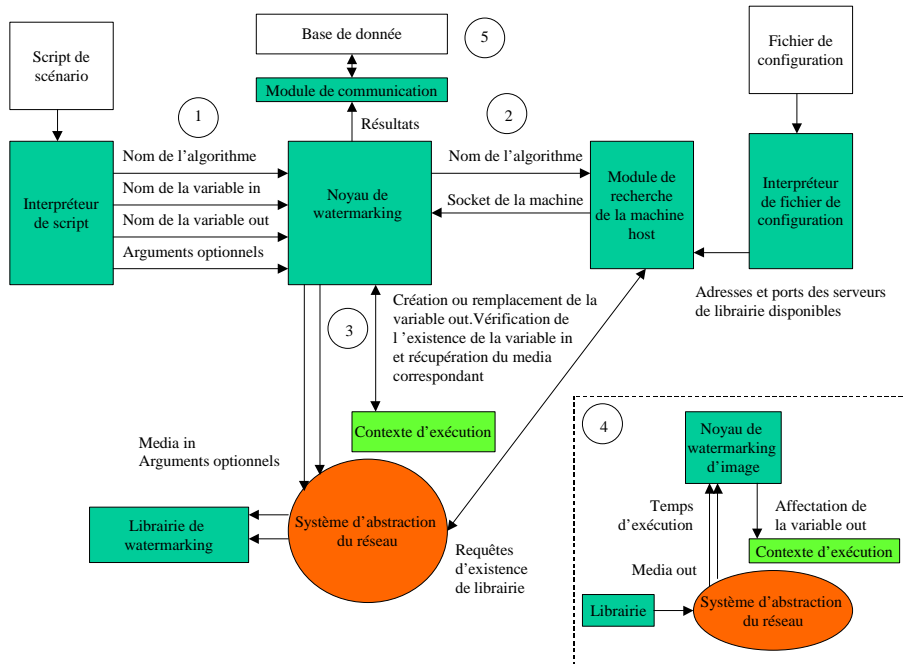 Script de
scénario
Base de donnée
5
Fichier de
configuration
Module de communication
1
Résultats
2
Nom de l'algorithme
Nom de la variable in
Nom de la variable out
Arguments optionnels
Interpréteur
de script
Noyau de
watermarking
Nom de l'algorithme
Socket de la machine
Module de
recherche
de la machine
host
Interpréteur
de fichier de
configuration
Adresses et ports des serveurs
de librairie disponibles
3
Création ou remplacement de la
variable out.Vérification de
l 'existence de la variable in
et récupération du media
correspondant
Contexte d'exécution
Media in
Arguments optionnels
Librairie de
watermarking
Système d'abstraction
du réseau
Requêtes
d'existence
de librairie
4
Noyau de
watermarking
d'image
Temps
d'exécution
Affectation de
la variable out
Contexte d'exécution
Media out
Librairie
Système d'abstraction
du réseau